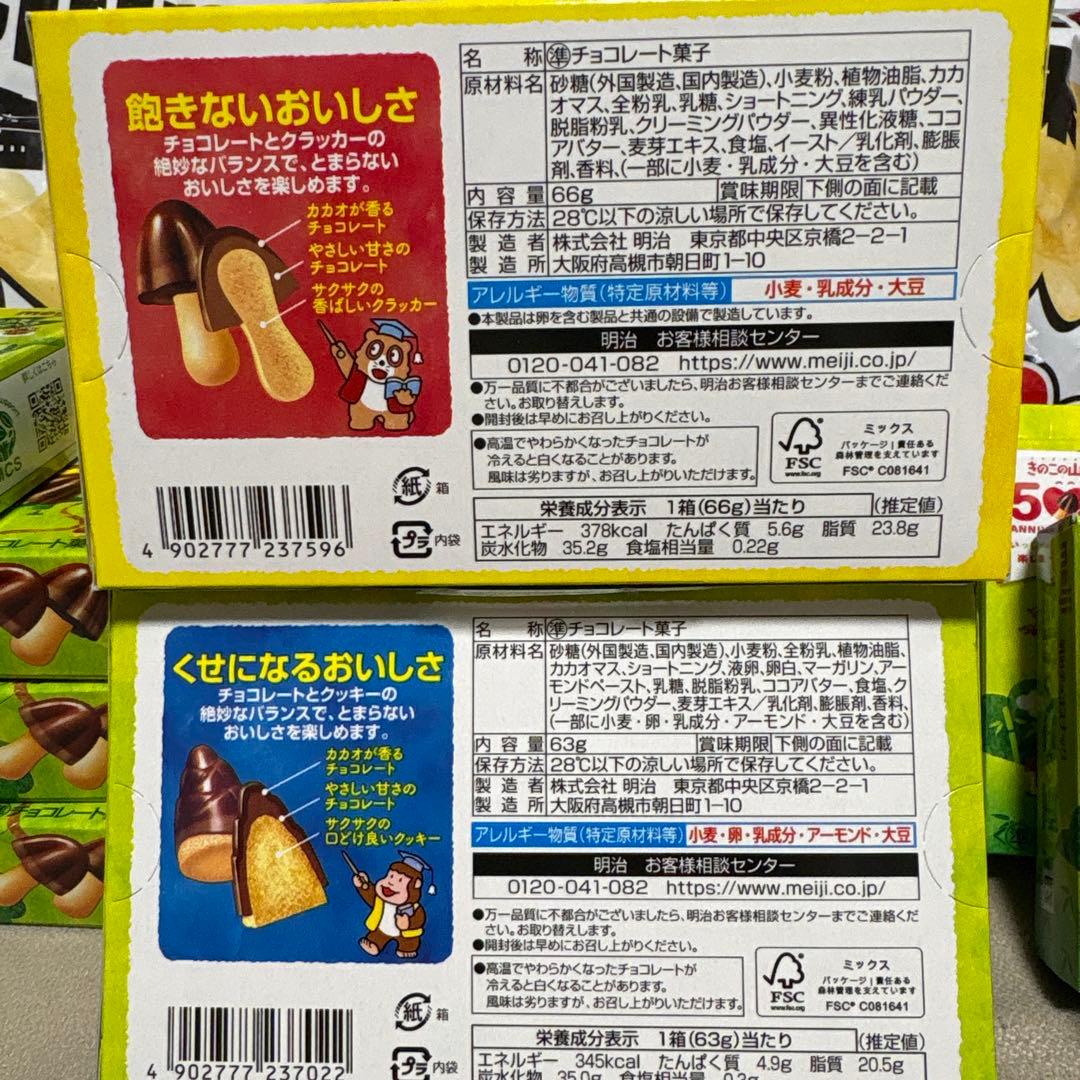 飽きないおいしさ
チョコレートとクラッカーの
絶妙なバランスで、とまらない
おいしさを楽しめます。
カカオが香る
チョコレート
やさしい甘さの
チョコレート
サクサクの
香ばしいクラッカー
紙 箱
プラ 内袋
4 902777 237596
名称 準チョコレート菓子
原材料名 砂糖(外国製造、国内製造)、小麦粉、植物油脂、カカ
オマス、全粉乳、乳糖、ショートニング、練乳パウダー、
脱脂粉乳、クリーミングパウダー、異性化液糖、ココ
アバター、麦芽エキス、食塩、イースト/乳化剤、膨脹
剤、香料、(一部に小麦・乳成分・大豆を含む)
内容量 66g 賞味期限 下側の面に記載
保存方法 28℃以下の涼しい場所で保存してください。
製造者 株式会社 明治 東京都中央区京橋2-2-1
製造所 大阪府高槻市朝日町1-10
アレルギー物質(特定原材料等) 小麦・乳成分・大豆
●本製品は卵を含む製品と共通の設備で製造しています。
明治 お客様相談センター
0120-041-082 https://www.meiji.co.jp/
●万一品質に不都合がございましたら、明治お客様相談センターまでご連絡くだ
さい。お取り替えします。
●開封後は早めにお召し上がりください。
●高温でやわらかくなったチョコレートが
冷えると白くなることがあります。
風味は劣りますが、お召し上がりいただけます。
FSC
www.fsc.org
ミックス
パッケージ|責任ある
森林管理を支えています
FSC® C081641
栄養成分表示 1箱(66g)当たり (推定値)
エネルギー 378kcal たんぱく質 5.6g 脂質 23.8g
炭水化物 35.2g 食塩相当量 0.22g
くせになるおいしさ
チョコレートとクッキーの
絶妙なバランスで、とまらない
おいしさを楽しめます。
カカオが香る
チョコレート
やさしい甘さの
チョコレート
サクサクの
口どけ良いクッキー
紙 箱
プラ 内袋
4 902777 237022
名称 準チョコレート菓子
原材料名 砂糖(外国製造、国内製造)、小麦粉、全粉乳、植物油脂、
カカオマス、ショートニング、液卵、卵白、マーガリン、アー
モンドペースト、乳糖、脱脂粉乳、ココアバター、食塩、ク
リーミングパウダー、麦芽エキス/乳化剤、膨脹剤、香料、
(一部に小麦・卵・乳成分・アーモンド・大豆を含む)
内容量 63g 賞味期限 下側の面に記載
保存方法 28℃以下の涼しい場所で保存してください。
製造者 株式会社 明治 東京都中央区京橋2-2-1
製造所 大阪府高槻市朝日町1-10
アレルギー物質(特定原材料等) 小麦・卵・乳成分・アーモンド・大豆
明治 お客様相談センター
0120-041-082 https://www.meiji.co.jp/
●万一品質に不都合がございましたら、明治お客様相談センターまでご連絡くだ
さい。お取り替えします。
●開封後は早めにお召し上がりください。
●高温でやわらかくなったチョコレートが
冷えると白くなることがあります。
風味は劣りますが、お召し上がりいただけます。
FSC
www.fsc.org
ミックス
パッケージ|責任ある
森林管理を支えています
FSC® C081641
栄養成分表示 1箱(63g)当たり (推定値)
エネルギー 345kcal たんぱく質 4.9g 脂質 20.5g
炭水化物 35.0g 食塩相当量
詳しくはこちら
チョコレート
きのこの山